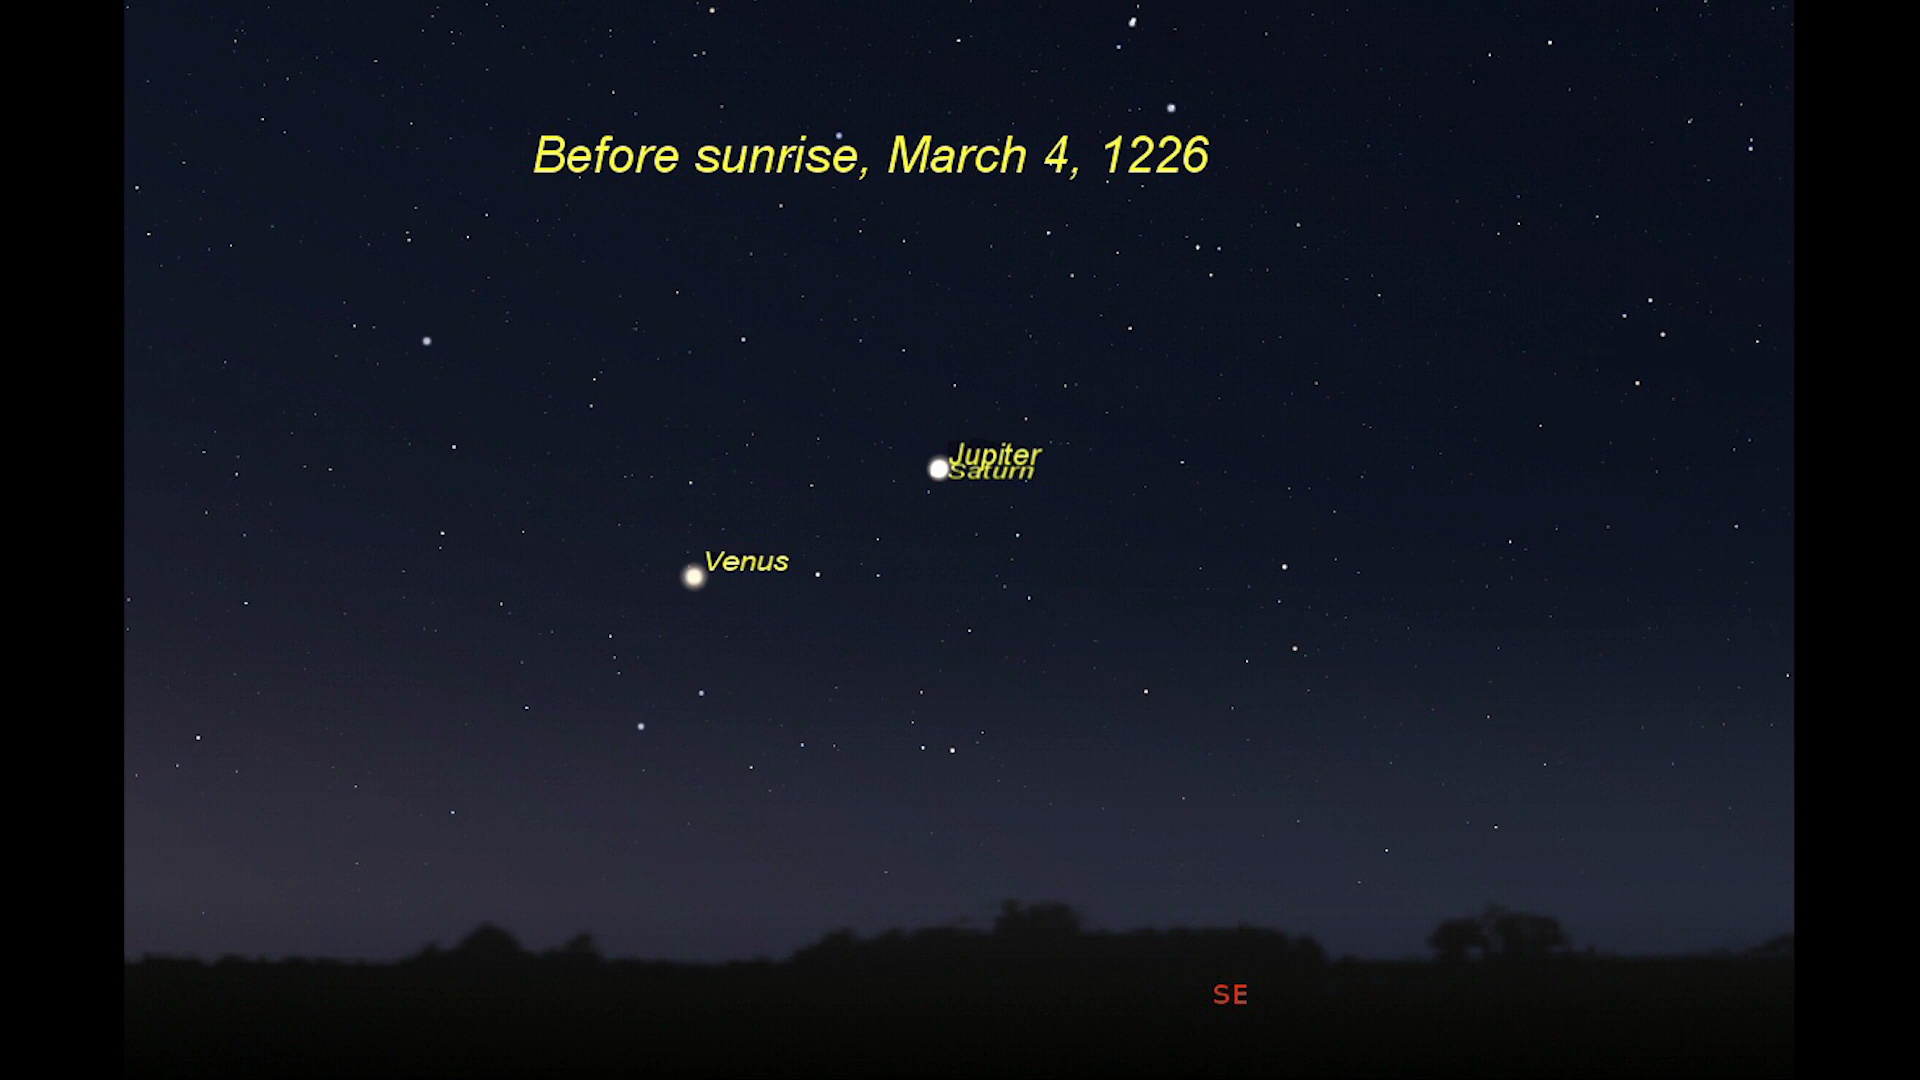 Before sunrise, March 4, 1226
Jupiter
Saturn
Venus
SE